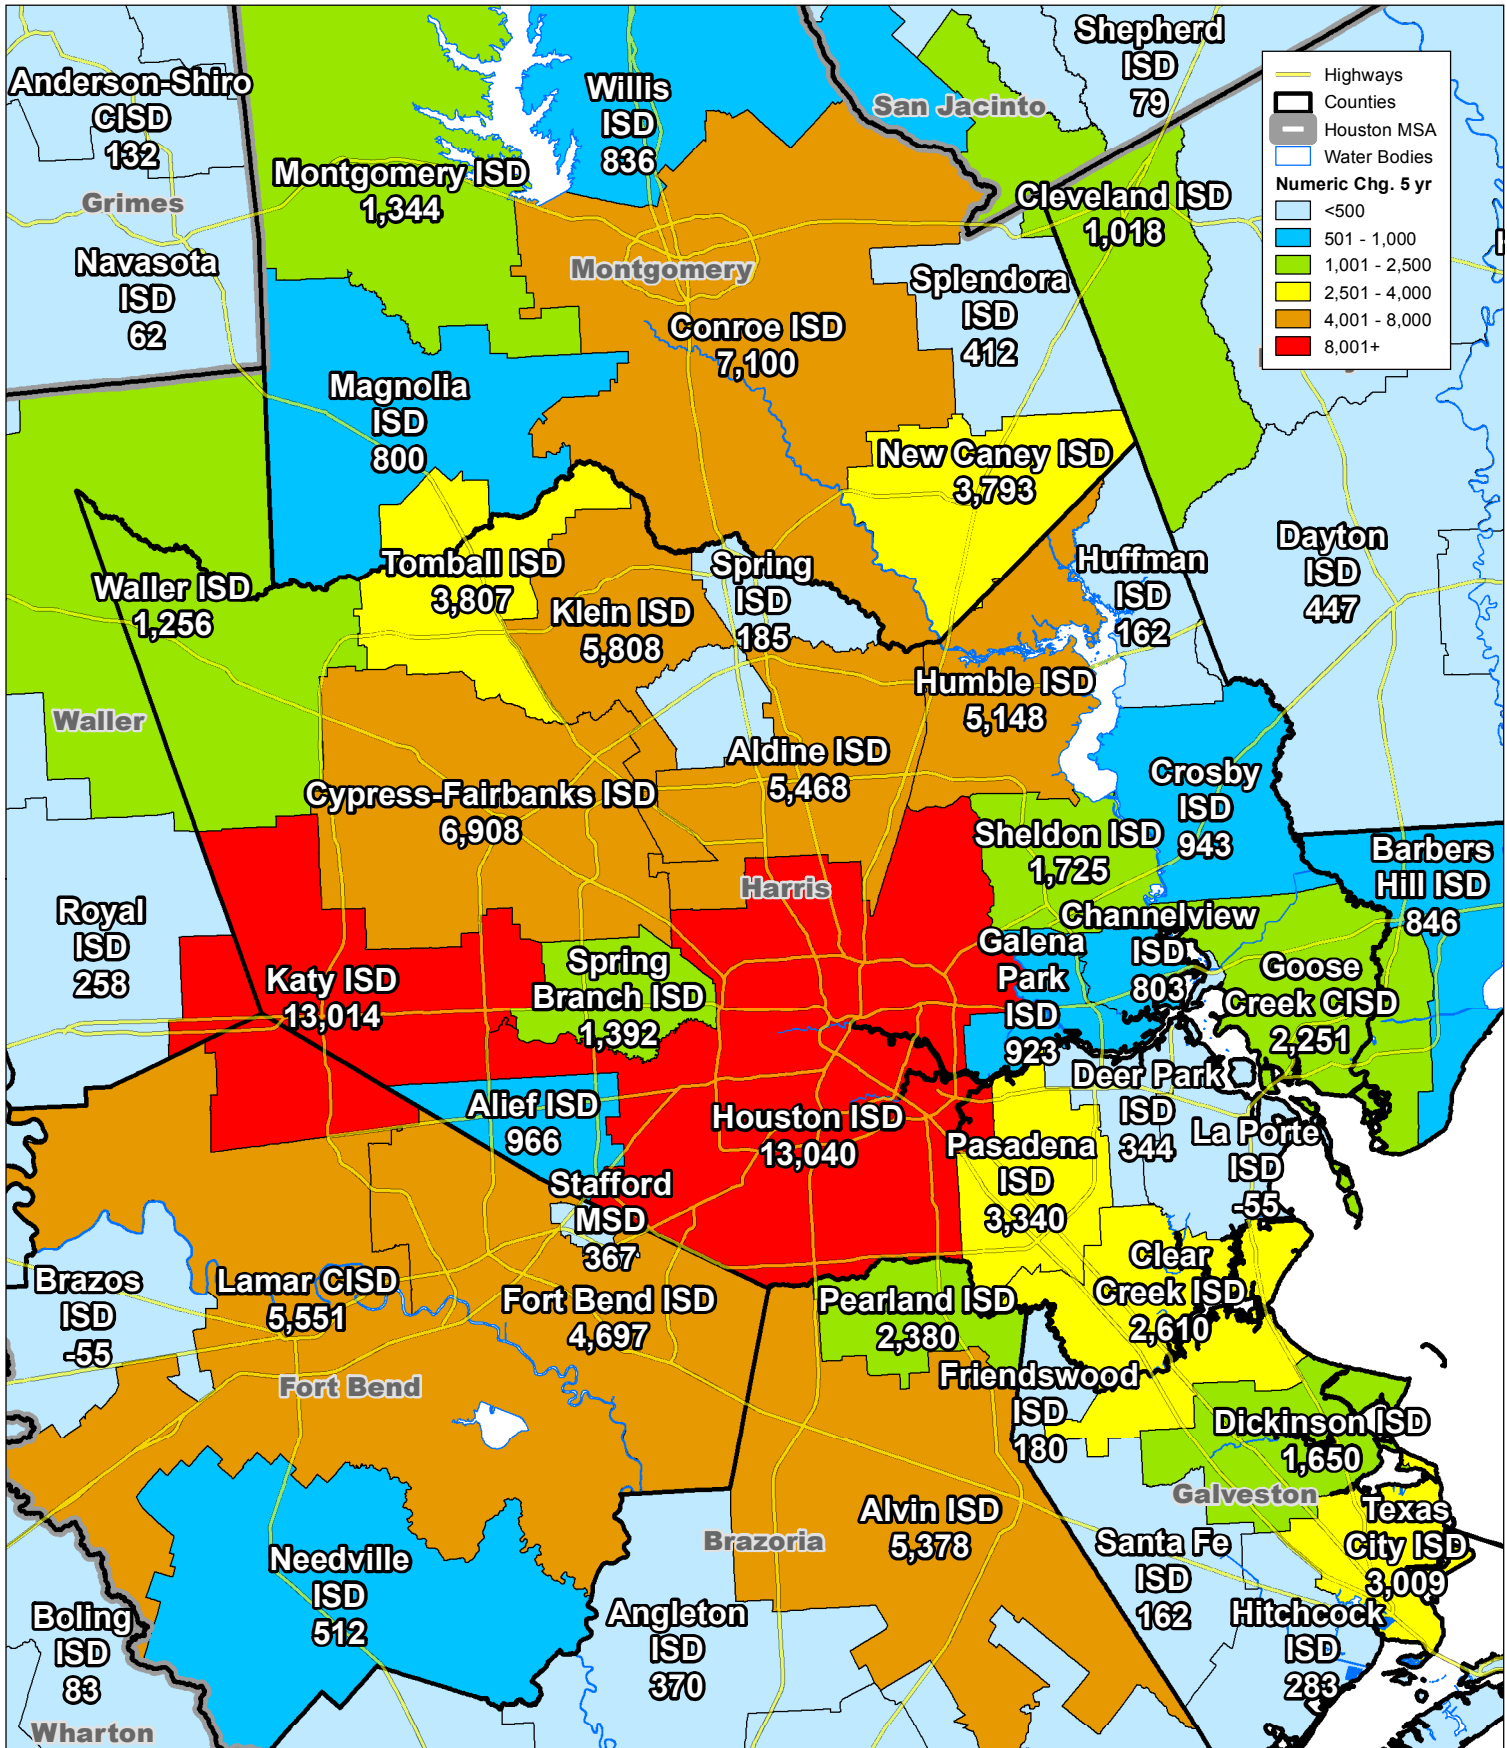 Shepherd
ISD
79
Highways
Counties
Houston MSA
Water Bodies
Numeric Chg. 5 yr
<500
501 - 1,000
1,001 - 2,500
2,501 - 4,000
4,001 - 8,000
8,001+
Anderson-Shiro
CISD
132
Willis
ISD
836
San Jacinto
Montgomery ISD
1,344
Grimes
Cleveland ISD
1,018
Navasota
ISD
62
Montgomery
Splendora
ISD
412
Conroe ISD
7,100
Magnolia
ISD
800
New Caney ISD
3,793
Tomball ISD
3,807
Spring
ISD
185
Huffman
ISD
162
Dayton
ISD
447
Waller ISD
1,256
Klein ISD
5,808
Humble ISD
5,148
Waller
Aldine ISD
5,468
Cypress-Fairbanks ISD
6,908
Crosby
ISD
943
Sheldon ISD
1,725
Barbers
Hill ISD
846
Harris
Royal
ISD
258
Channelview
ISD
803
Galena
Park
ISD
923
Katy ISD
13,014
Spring
Branch ISD
1,392
Goose
Creek CISD
2,251
Deer Park
ISD
344
Alief ISD
966
Houston ISD
13,040
La Porte
ISD
-55
Pasadena
ISD
3,340
Stafford
MSD
367
Clear
Creek ISD
2,610
Brazos
ISD
-55
Lamar CISD
5,551
Fort Bend ISD
4,697
Pearland ISD
2,380
Fort Bend
Friendswood
ISD
180
Dickinson ISD
1,650
Galveston
Texas
City ISD
3,009
Alvin ISD
5,378
Brazoria
Santa Fe
ISD
162
Needville
ISD
512
Hitchcock
ISD
283
Boling
ISD
83
Angleton
ISD
370
Wharton